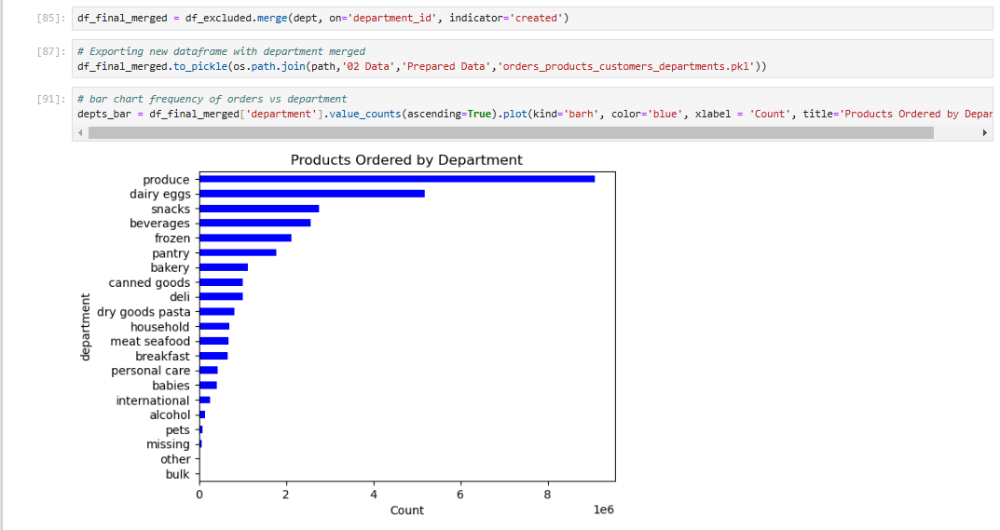 [85]: df_final_merged = df_excluded.merge(dept, on='department_id', indicator='created')
[87]: # Exporting new dataframe with department merged
df_final_merged.to_pickle(os.path.join(path,'02 Data','Prepared Data','orders_products_customers_departments.pkl'))
[91]: # bar chart frequency of orders vs department
depts_bar = df_final_merged['department'].value_counts(ascending=True).plot(kind='barh', color='blue', xlabel = 'Count', title='Products Ordered by Depar
Products Ordered by Department
produce
dairy eggs
snacks
beverages
frozen
pantry
bakery
canned goods
deli
dry goods pasta
household
meat seafood
breakfast
personal care
babies
international
alcohol
pets
missing
other
bulk
department
0 2 4 6 8
Count
1e6